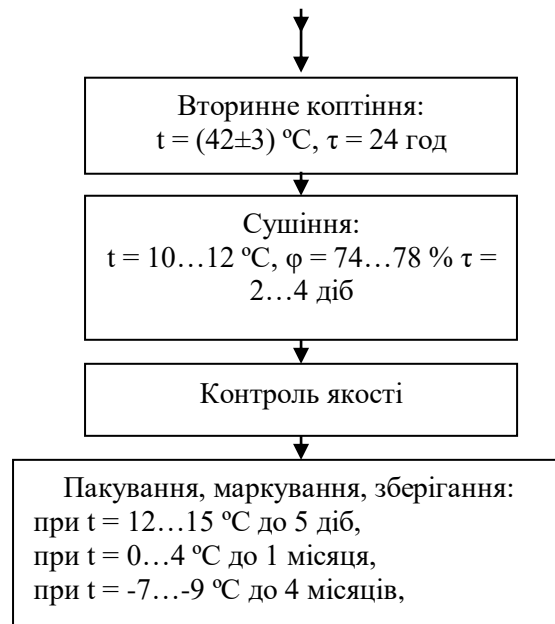 Вторинне коптіння:
t = (42±3) ºС, τ = 24 год
Сушіння:
t = 10…12 ºС, φ = 74…78 % τ =
2…4 діб
Контроль якості
Пакування, маркування, зберігання:
при t = 12…15 ºС до 5 діб,
при t = 0…4 ºС до 1 місяця,
при t = -7…-9 ºС до 4 місяців,